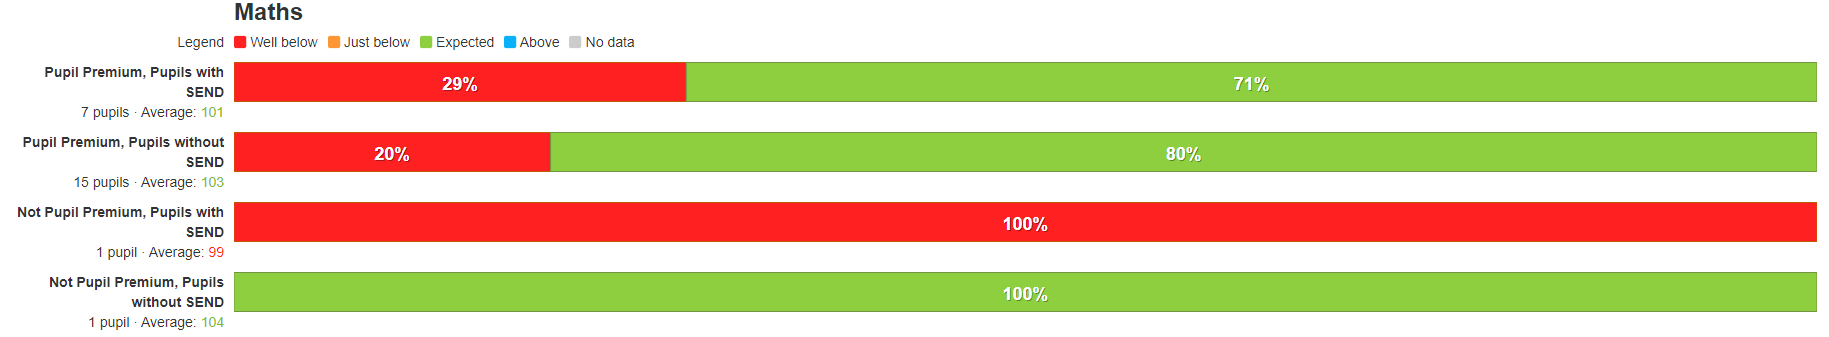 Maths
Legend Well below Just below Expected Above No data
Pupil Premium, Pupils with
SEND
7 pupils · Average: 101
29% 71%
Pupil Premium, Pupils without
SEND
15 pupils · Average: 103
20% 80%
Not Pupil Premium, Pupils with
SEND
1 pupil · Average: 99
100%
Not Pupil Premium, Pupils
without SEND
1 pupil · Average: 104
100%